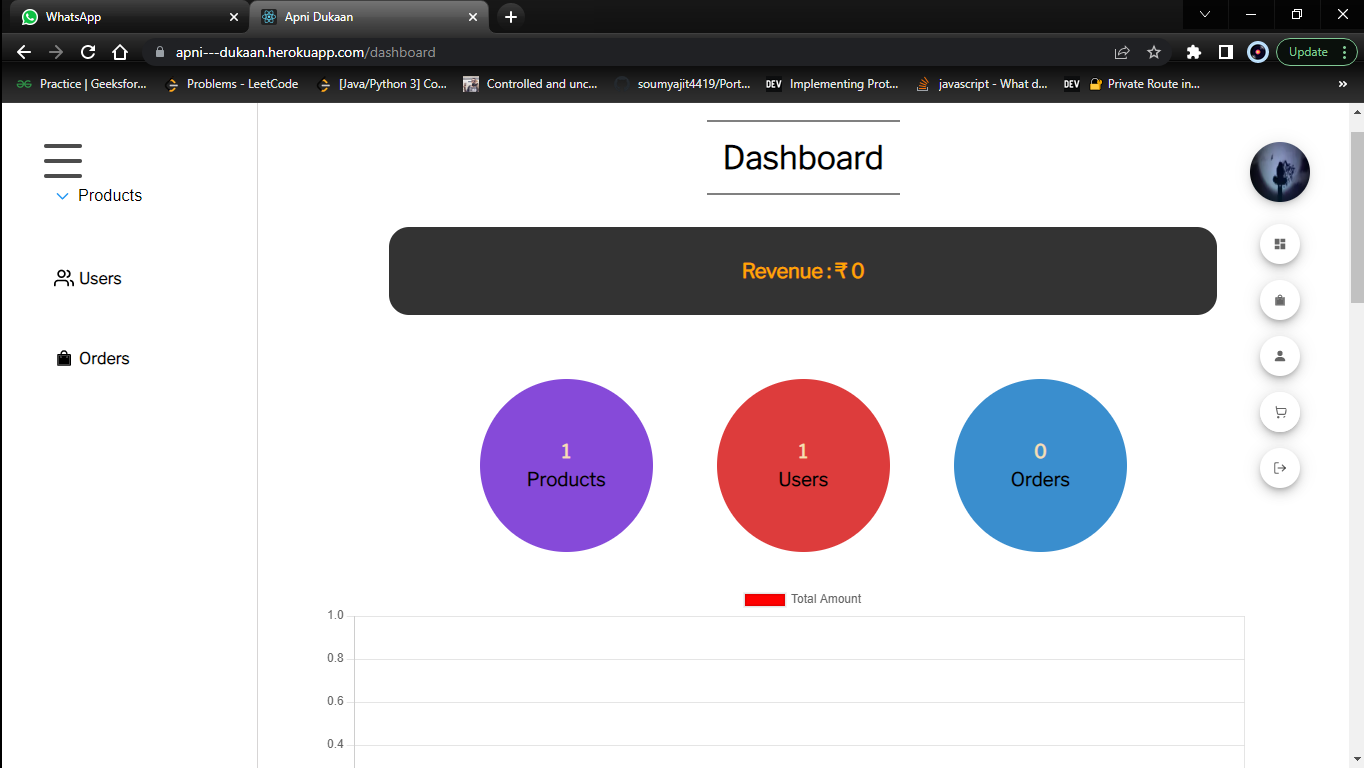 WhatsApp
Apni Dukaan
apni---dukaan.herokuapp.com/dashboard
Update
Practice | Geeksfor...
Problems - LeetCode
[Java/Python 3] Co...
Controlled and unc...
soumyajit4419/Port...
DEV Implementing Prot...
javascript - What d...
DEV
Private Route in...
»
Dashboard
Products
Users
Orders
Revenue : ₹ 0
1
Products
1
Users
0
Orders
Total Amount
1.0
0.8
0.6
0.4